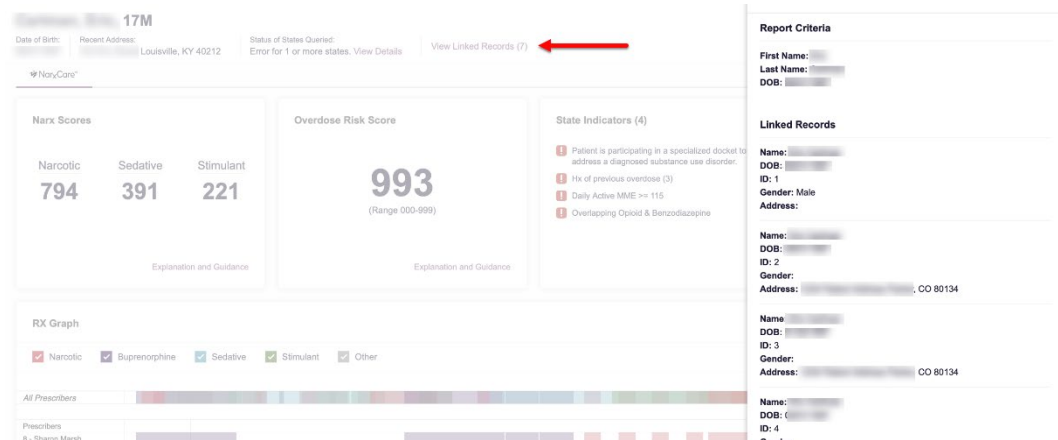 17M
Date of Birth:
Recent Address:
Louisville, KY 40212
Status of States Queried:
Error for 1 or more states. View Details
View Linked Records (7)
NarxCare®
Narx Scores
Narcotic
Sedative
Stimulant
794
391
221
Explanation and Guidance
Overdose Risk Score
993
(Range 000-999)
Explanation and Guidance
State Indicators (4)
Patient is participating in a specialized docket to
address a diagnosed substance use disorder.
Hx of previous overdose (3)
Daily Active MME >= 115
Overlapping Opioid & Benzodiazepine
RX Graph
Narcotic
Buprenorphine
Sedative
Stimulant
Other
All Prescribers
Prescribers
Sharon Marsh
Report Criteria
First Name:
Last Name:
DOB:
Linked Records
Name:
DOB:
ID: 1
Gender: Male
Address:
Name:
DOB:
ID: 2
Gender:
Address: , CO 80134
Name
DOB:
ID: 3
Gender:
Address: CO 80134
Name:
DOB:
ID: 4